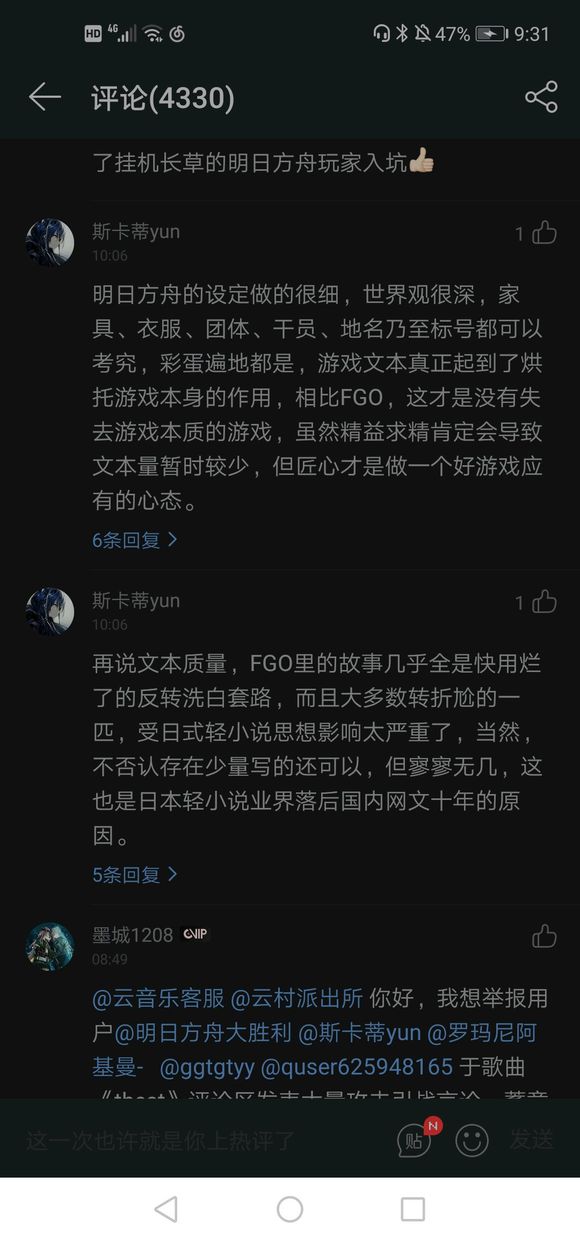 HD 4G 47% 9:31
评论(4330)
了挂机长草的明日方舟玩家入坑👍🏼
斯卡蒂yun 1
10:06
明日方舟的设定做的很细，世界观很深，家
具、衣服、团体、干员、地名乃至标号都可以
考究，彩蛋遍地都是，游戏文本真正起到了烘
托游戏本身的作用，相比FGO，这才是没有失
去游戏本质的游戏，虽然精益求精肯定会导致
文本量暂时较少，但匠心才是做一个好游戏应
有的心态。
6条回复
斯卡蒂yun 1
10:06
再说文本质量，FGO里的故事几乎全是快用烂
了的反转洗白套路，而且大多数转折尬的一
匹，受日式轻小说思想影响太严重了，当然，
不否认存在少量写的还可以，但寥寥无几，这
也是日本轻小说业界落后国内网文十年的原
因。
5条回复
墨城1208 CVIP
08:49
@云音乐客服 @云村派出所 你好，我想举报用
户@明日方舟大胜利 @斯卡蒂yun @罗玛尼阿
基曼- @ggtgtyy @quser625948165 于歌曲
评论区发表大量攻击引战言论
这一次也许就是你上热评了 贴 N 发送